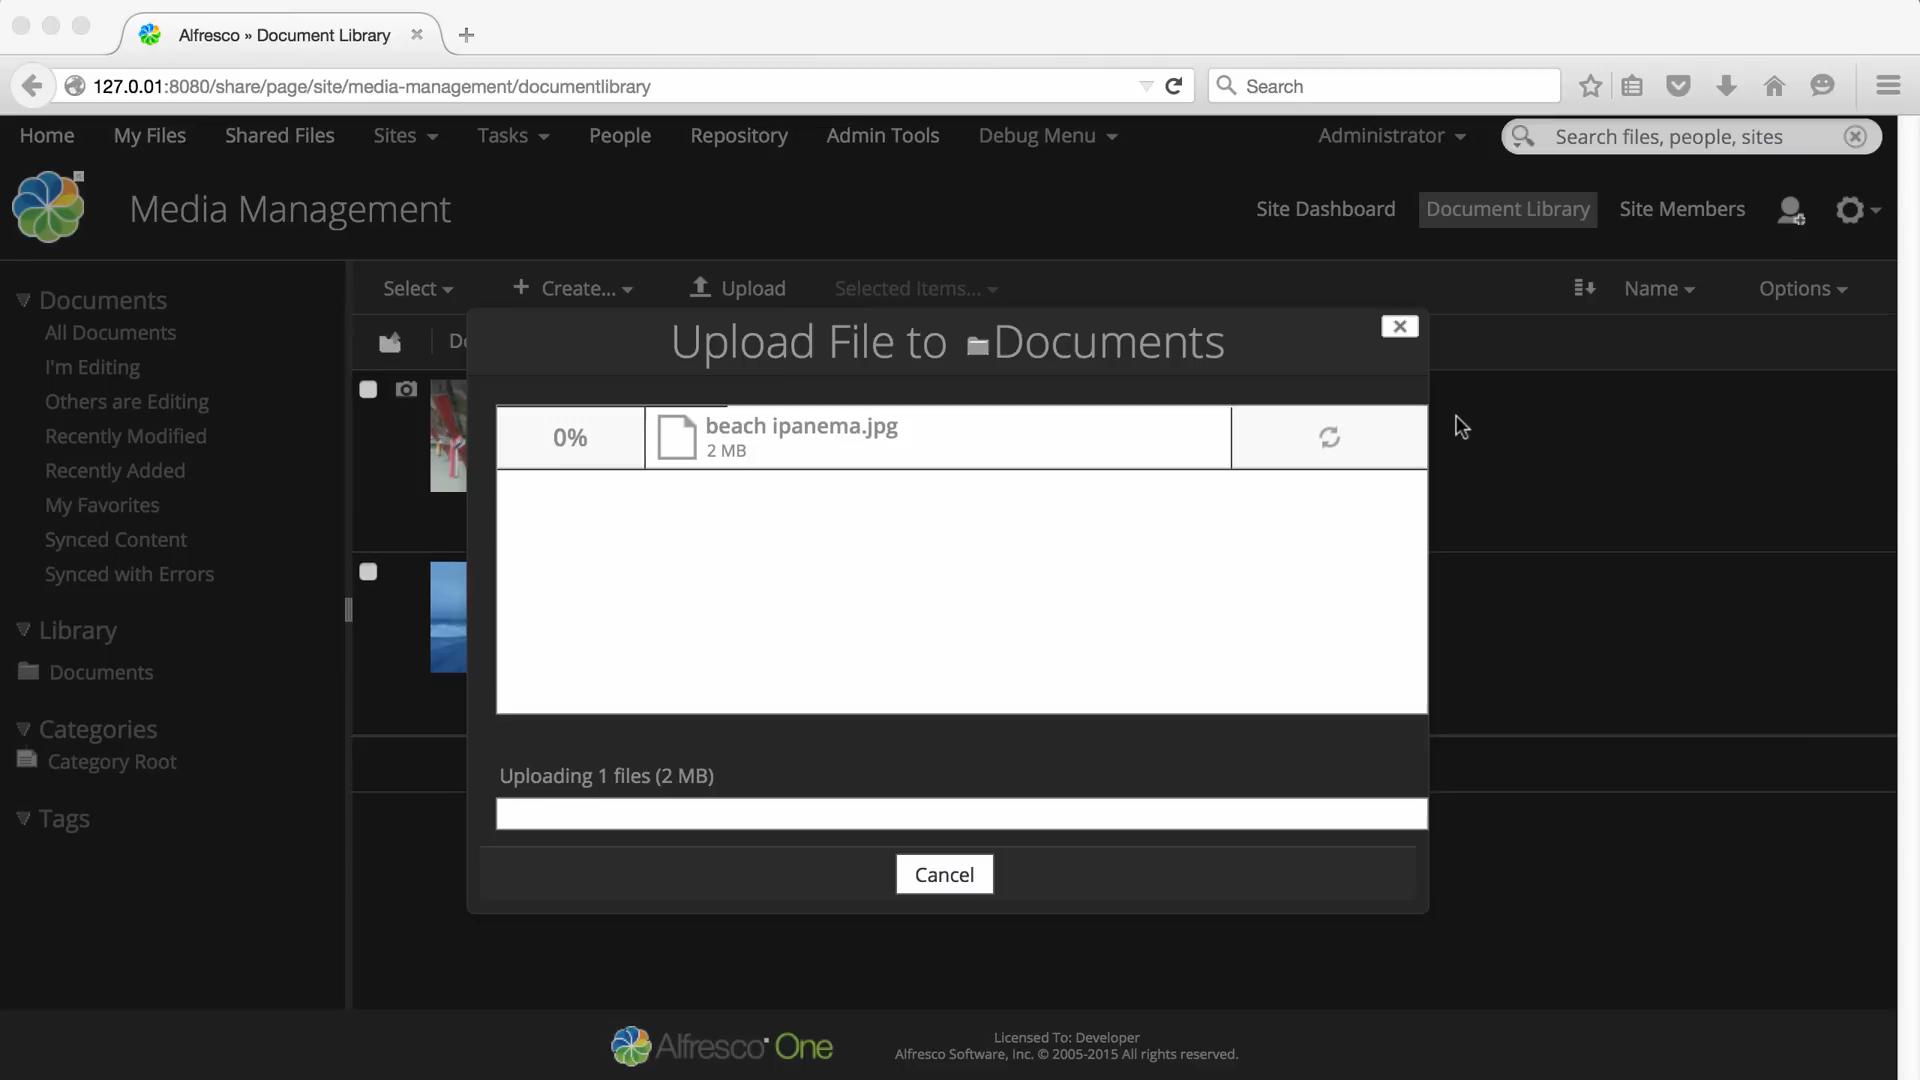 Alfresco » Document Library
127.0.01:8080/share/page/site/media-management/documentlibrary
Search
Home My Files Shared Files Sites Tasks People Repository Admin Tools Debug Menu Administrator Search files, people, sites
Media Management
Site Dashboard Document Library Site Members
Select Create... Upload Selected Items... Name Options
Documents
All Documents
I'm Editing
Others are Editing
Recently Modified
Recently Added
My Favorites
Synced Content
Synced with Errors
Library
Documents
Categories
Category Root
Tags
Upload File to Documents
0%
beach ipanema.jpg
2 MB
Uploading 1 files (2 MB)
Cancel
Alfresco One
Licensed To: Developer
Alfresco Software, Inc. © 2005-2015 All rights reserved.